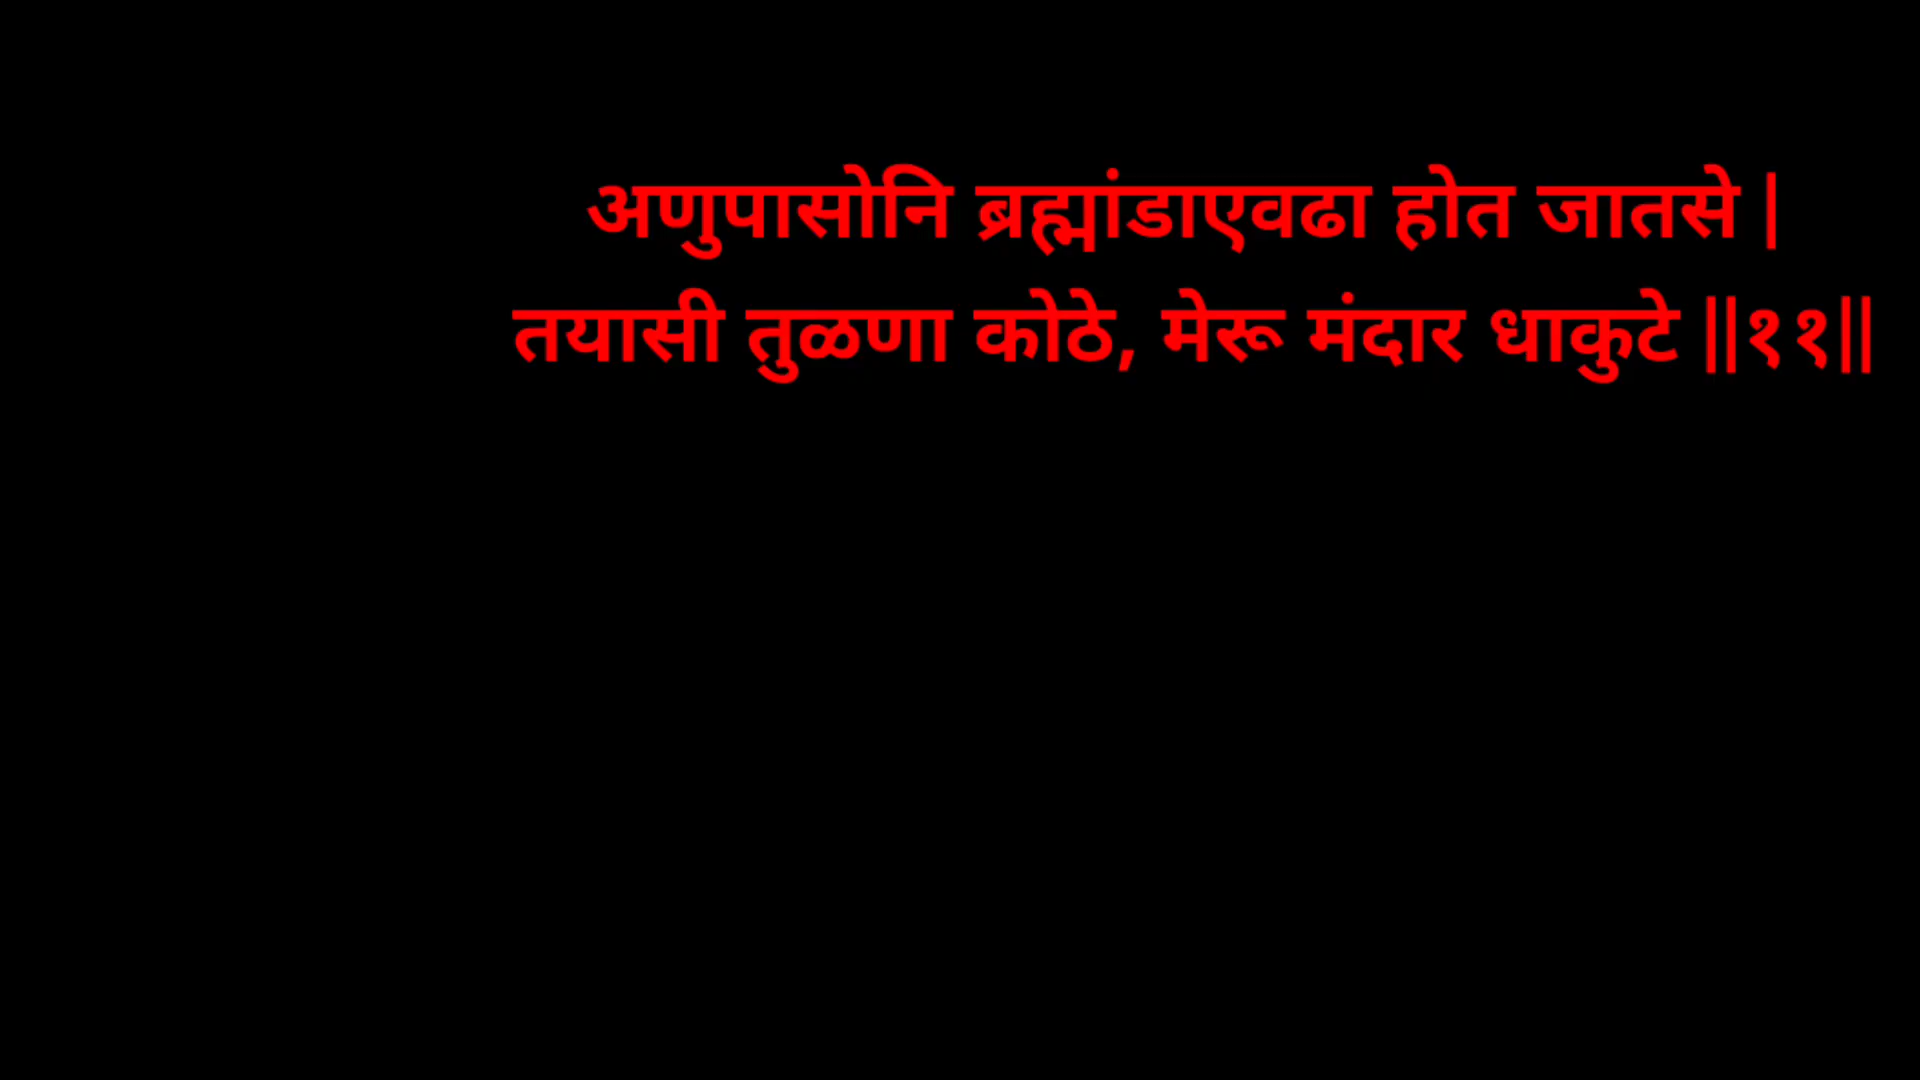 अणुपासोनि ब्रह्मांडाएवढा होत जातसे |
तयासी तुळणा कोठे, मेरू मंदार धाकुटे ||११||